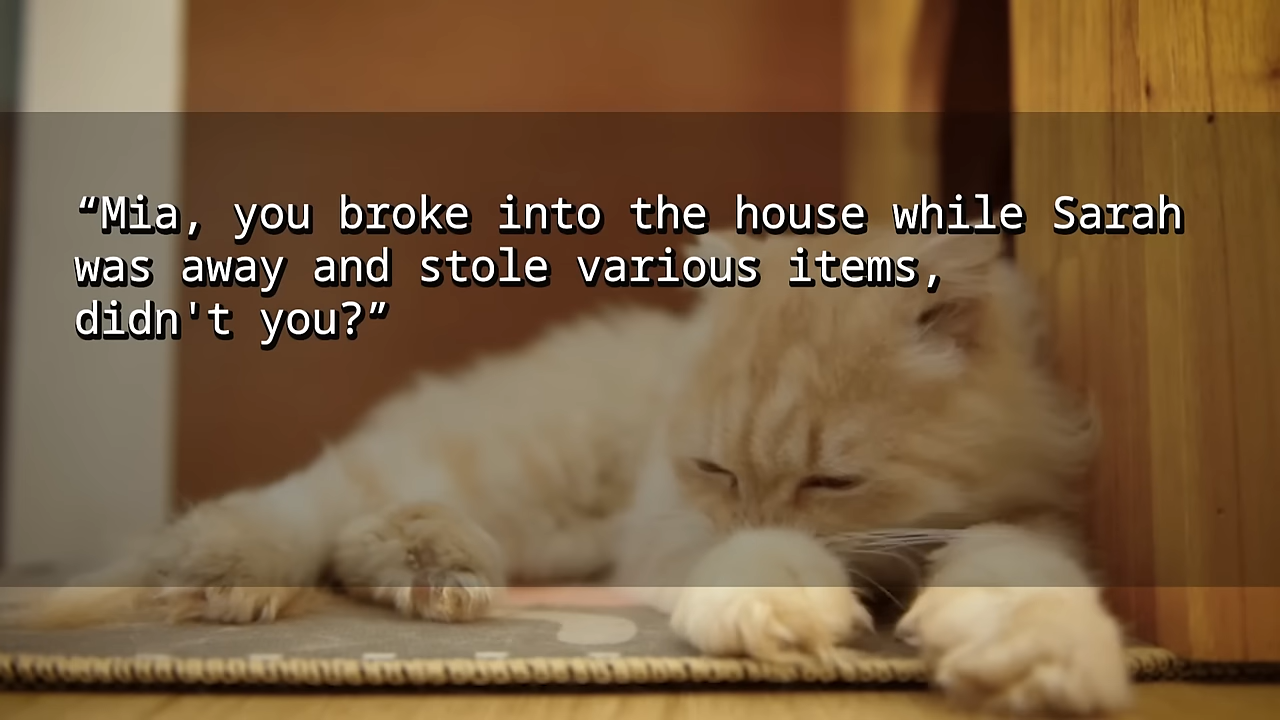 “Mia, you broke into the house while Sarah
was away and stole various items,
didn't you?”